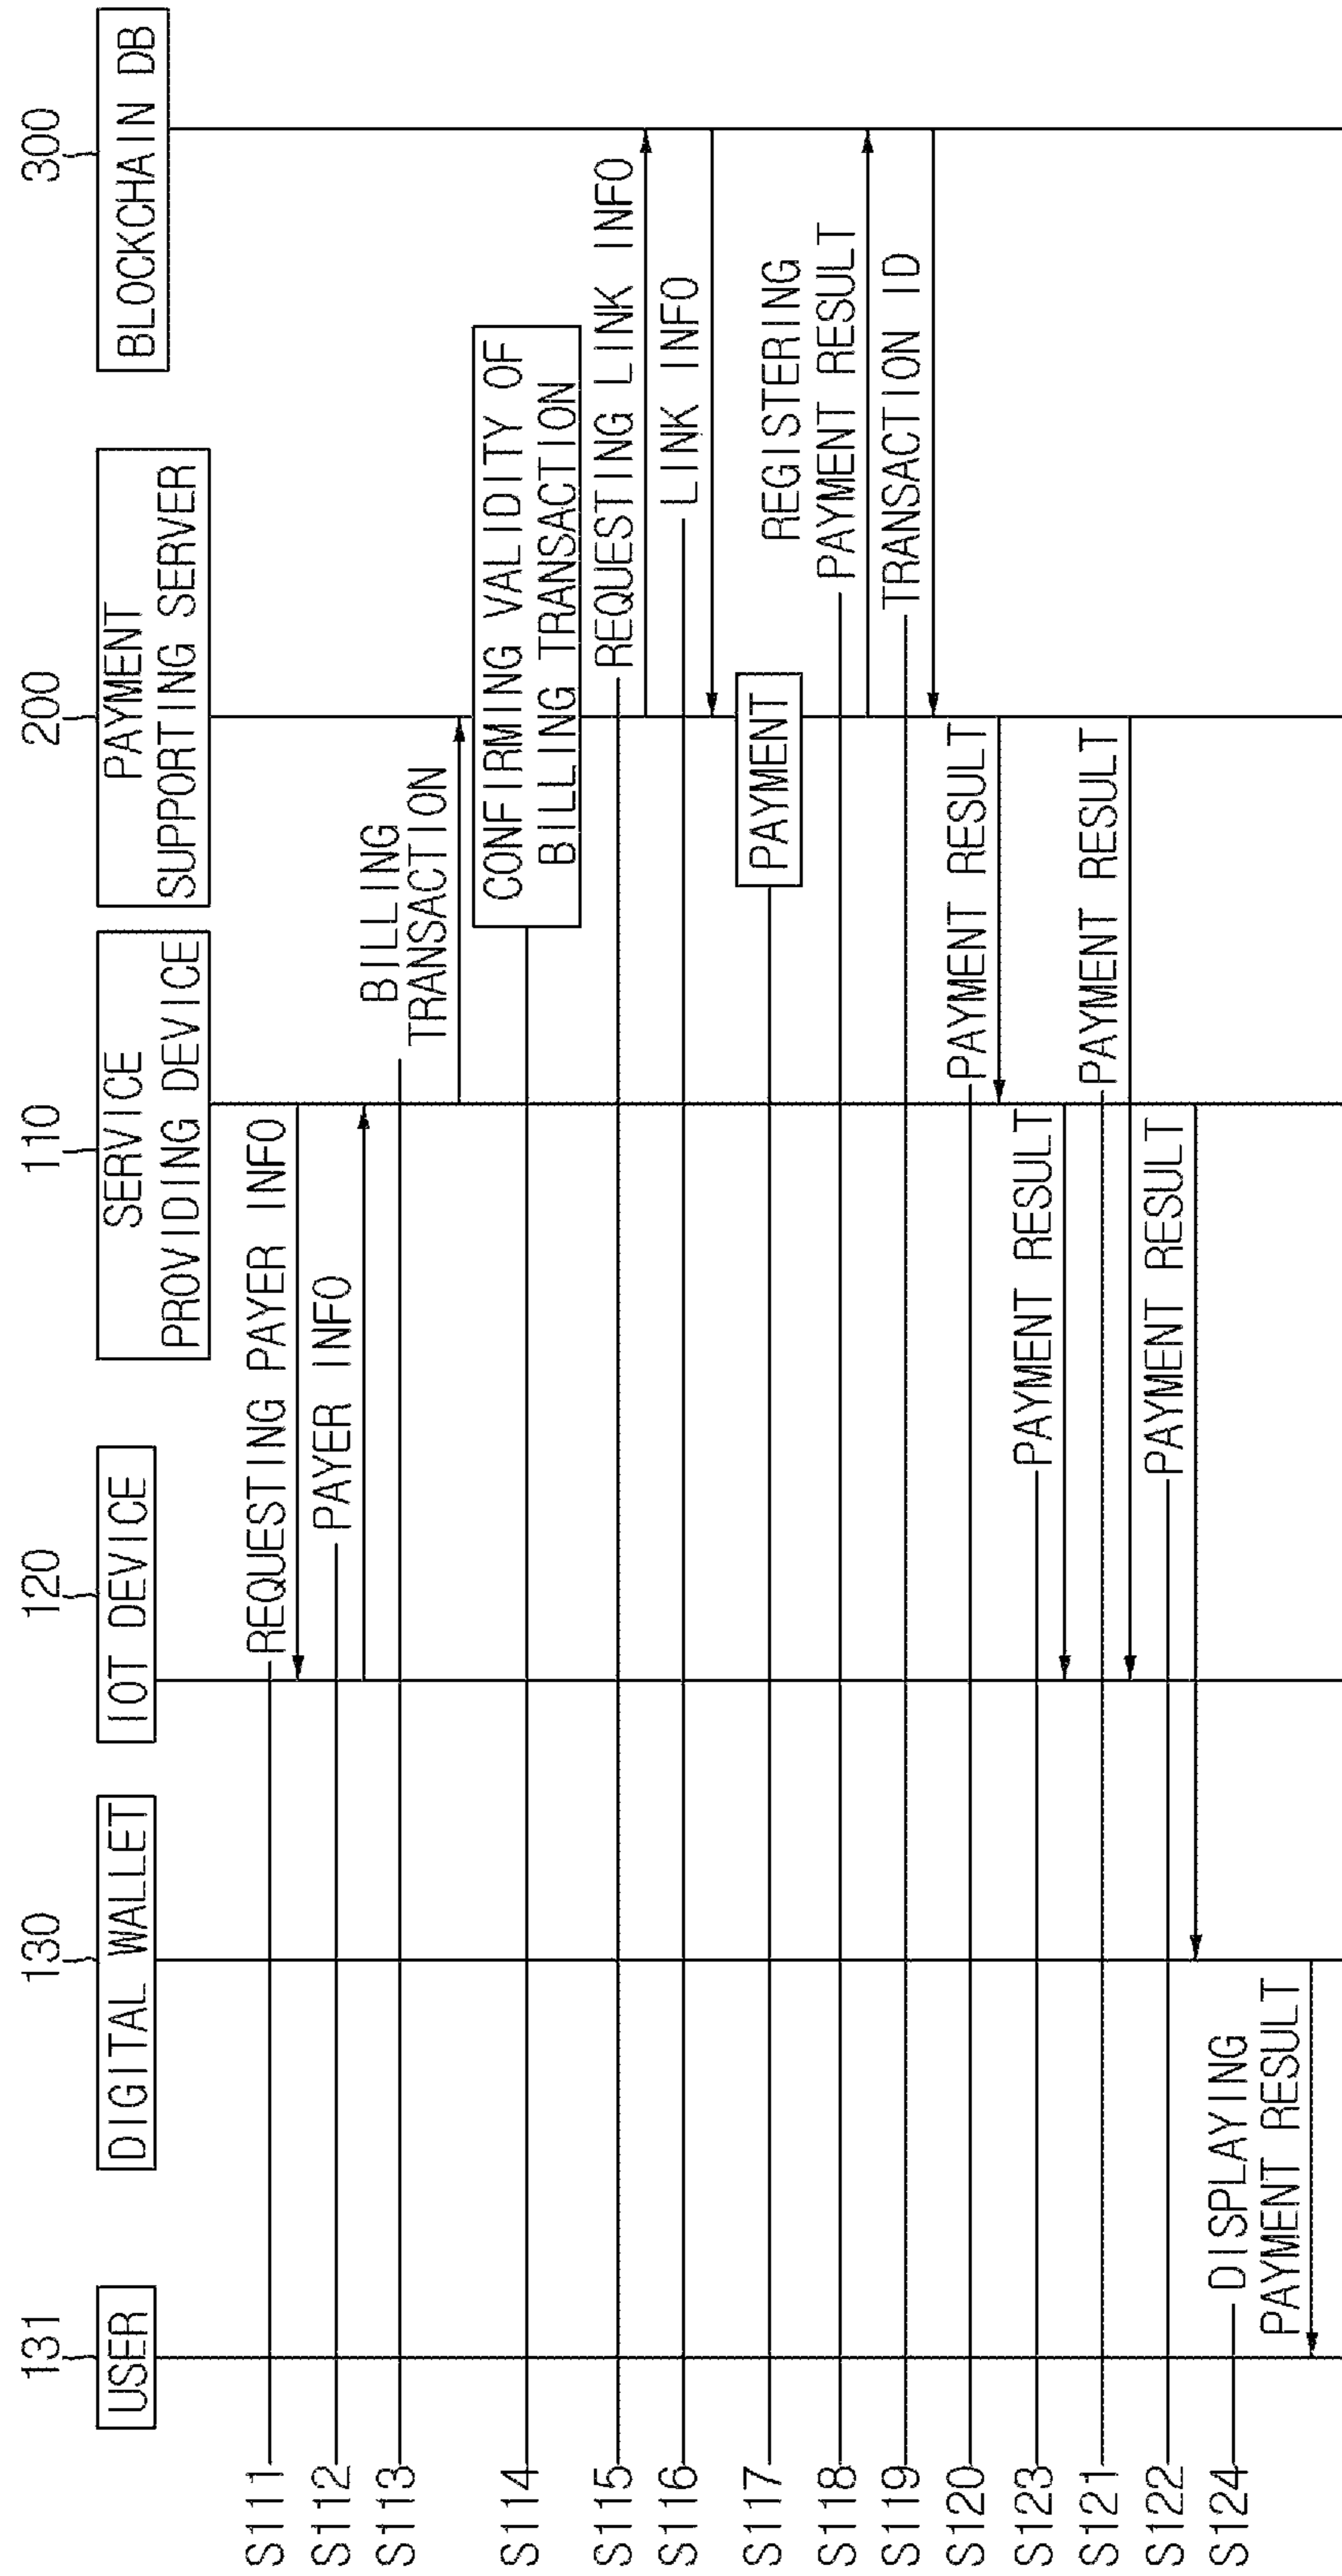 131
130
120
110
200
300
USER
DIGITAL WALLET
IOT DEVICE
SERVICE
PROVIDING DEVICE
PAYMENT
SUPPORTING SERVER
BLOCKCHAIN DB
S111
REQUESTING PAYER INFO
S112
PAYER INFO
S113
BILLING
TRANSACTION
S114
CONFIRMING VALIDITY OF
BILLING TRANSACTION
S115
REQUESTING LINK INFO
S116
LINK INFO
S117
PAYMENT
S118
REGISTERING
PAYMENT RESULT
S119
TRANSACTION ID
S120
PAYMENT RESULT
S123
PAYMENT RESULT
S121
PAYMENT RESULT
S122
PAYMENT RESULT
S124
DISPLAYING
PAYMENT RESULT